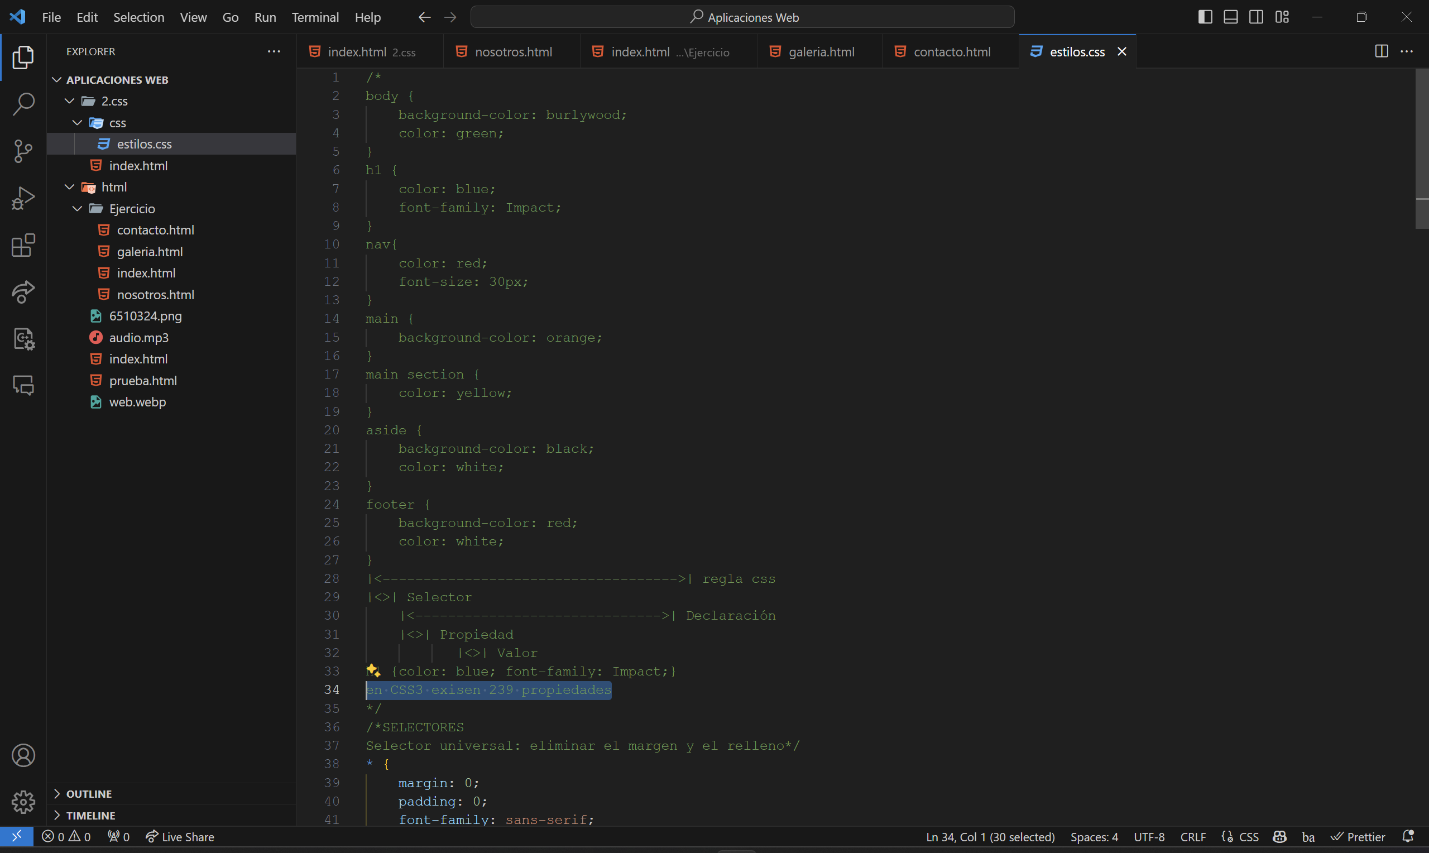 File Edit Selection View Go Run Terminal Help
Aplicaciones Web
EXPLORER
APLICACIONES WEB
2.css
css
estilos.css
index.html
html
Ejercicio
contacto.html
galeria.html
index.html
nosotros.html
6510324.png
audio.mp3
index.html
prueba.html
web.webp
OUTLINE
TIMELINE
index.html 2.css nosotros.html index.html ...\Ejercicio galeria.html contacto.html estilos.css
1 /*
2 body {
3 background-color: burlywood;
4 color: green;
5 }
6 h1 {
7 color: blue;
8 font-family: Impact;
9 }
10 nav{
11 color: red;
12 font-size: 30px;
13 }
14 main {
15 background-color: orange;
16 }
17 main section {
18 color: yellow;
19 }
20 aside {
21 background-color: black;
22 color: white;
23 }
24 footer {
25 background-color: red;
26 color: white;
27 }
28 |<------------------------------------>| regla css
29 |<>| Selector
30 |<------------------------------>| Declaración
31 |<>| Propiedad
32 |<>| Valor
33 {color: blue; font-family: Impact;}
34 en CSS3 exisen 239 propiedades
35 */
36 /*SELECTORES
37 Selector universal: eliminar el margen y el relleno*/
38 * {
39 margin: 0;
40 padding: 0;
41 font-family: sans-serif;
0 0 0 Live Share Ln 34, Col 1 (30 selected) Spaces: 4 UTF-8 CRLF {} CSS ba Prettier